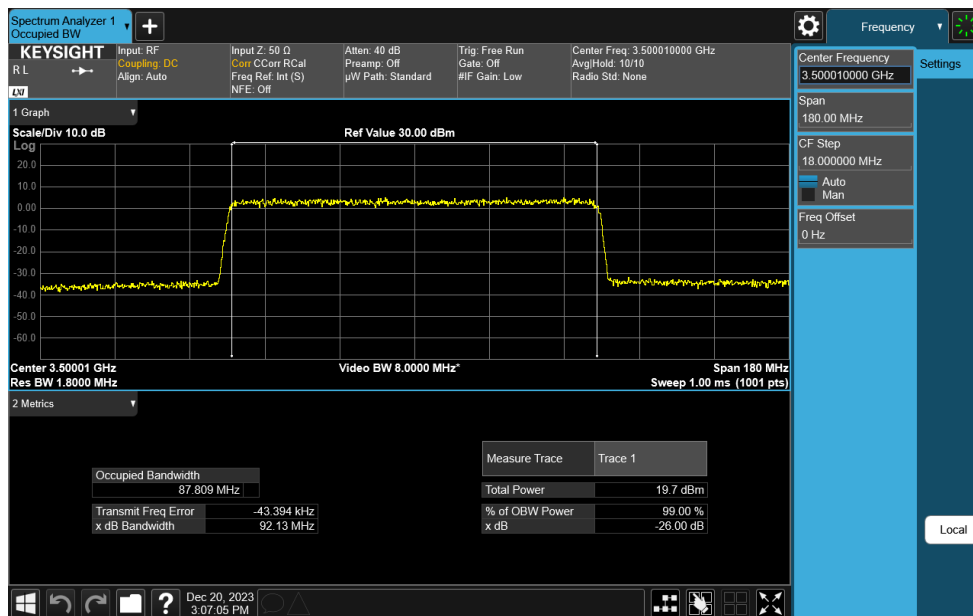 Spectrum Analyzer 1
Occupied BW
+
Frequency
KEYSIGHT
R L
LXI
Input: RF
Coupling: DC
Align: Auto
Input Z: 50 Ω
Corr CCorr RCal
Freq Ref: Int (S)
NFE: Off
Atten: 40 dB
Preamp: Off
µW Path: Standard
Trig: Free Run
Gate: Off
#IF Gain: Low
Center Freq: 3.500010000 GHz
Avg|Hold: 10/10
Radio Std: None
Center Frequency
3.500010000 GHz
Settings
Span
180.00 MHz
CF Step
18.000000 MHz
Auto
Man
Freq Offset
0 Hz
Local
1 Graph
Scale/Div 10.0 dB
Ref Value 30.00 dBm
Log
20.0
10.0
0.00
-10.0
-20.0
-30.0
-40.0
-50.0
-60.0
Center 3.50001 GHz
Video BW 8.0000 MHz*
Span 180 MHz
Res BW 1.8000 MHz
Sweep 1.00 ms (1001 pts)
2 Metrics
Measure Trace Trace 1
Occupied Bandwidth
87.809 MHz
Total Power 19.7 dBm
Transmit Freq Error -43.394 kHz
% of OBW Power 99.00 %
x dB Bandwidth 92.13 MHz
x dB -26.00 dB
?
Dec 20, 2023
3:07:05 PM